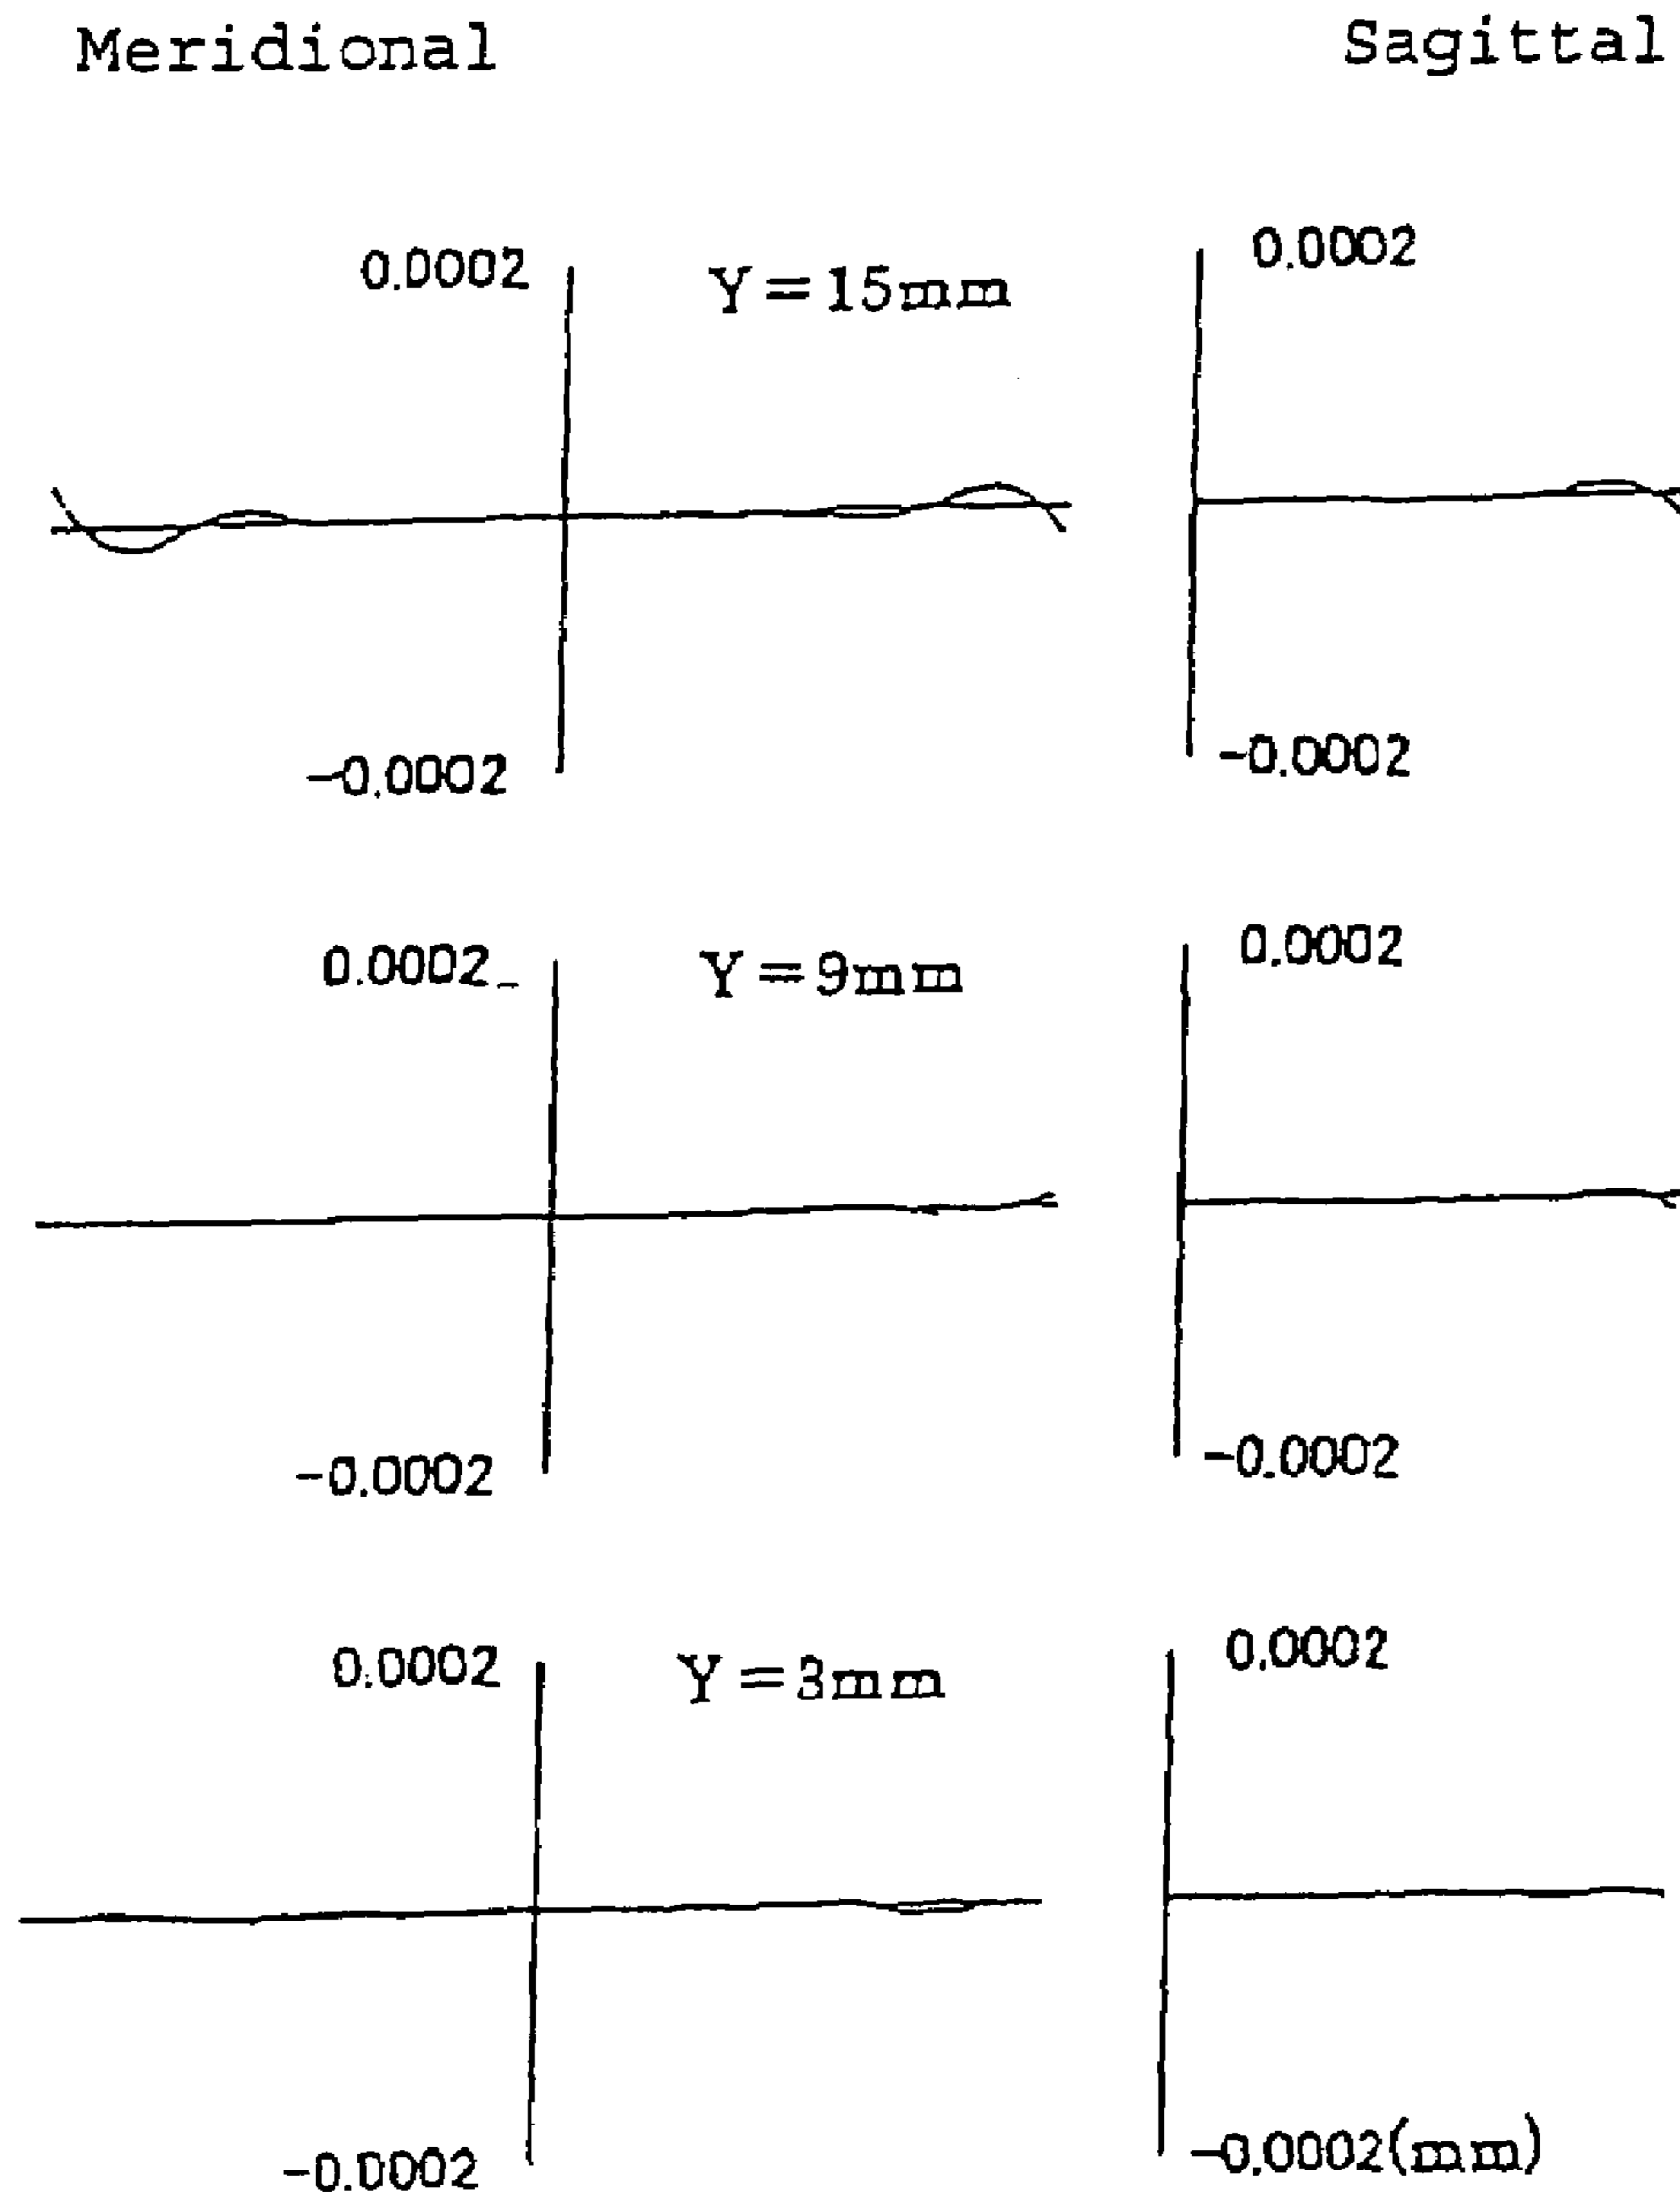 Meridional Sagittal
0.0002 Y=15mm 0.0002
-0.0002 -0.0002
0.0002 Y=9mm 0.0002
-0.0002 -0.0002
0.0002 Y=3mm 0.0002
-0.0002 -0.0002(mm)